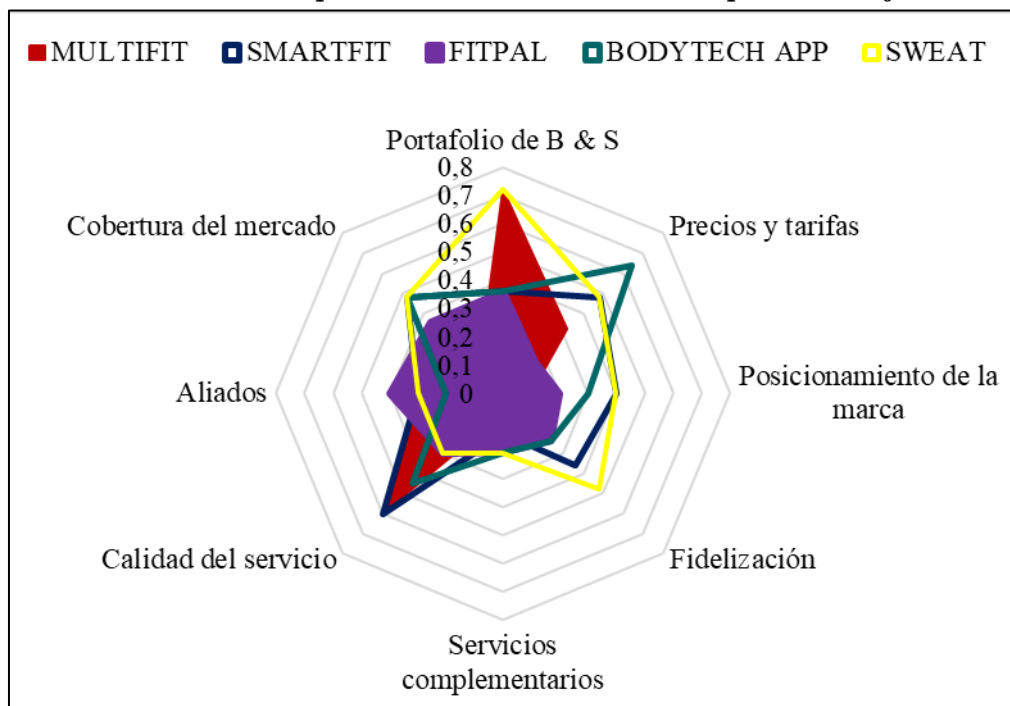 MULTIFIT SMARTFIT FITPAL BODYTECH APP SWEAT
Portafolio de B & S
0,8
0,7
0,6
0,5
0,4
0,3
0,2
0,1
0
Precios y tarifas
Posicionamiento de la
marca
Fidelización
Servicios
complementarios
Calidad del servicio
Aliados
Cobertura del mercado